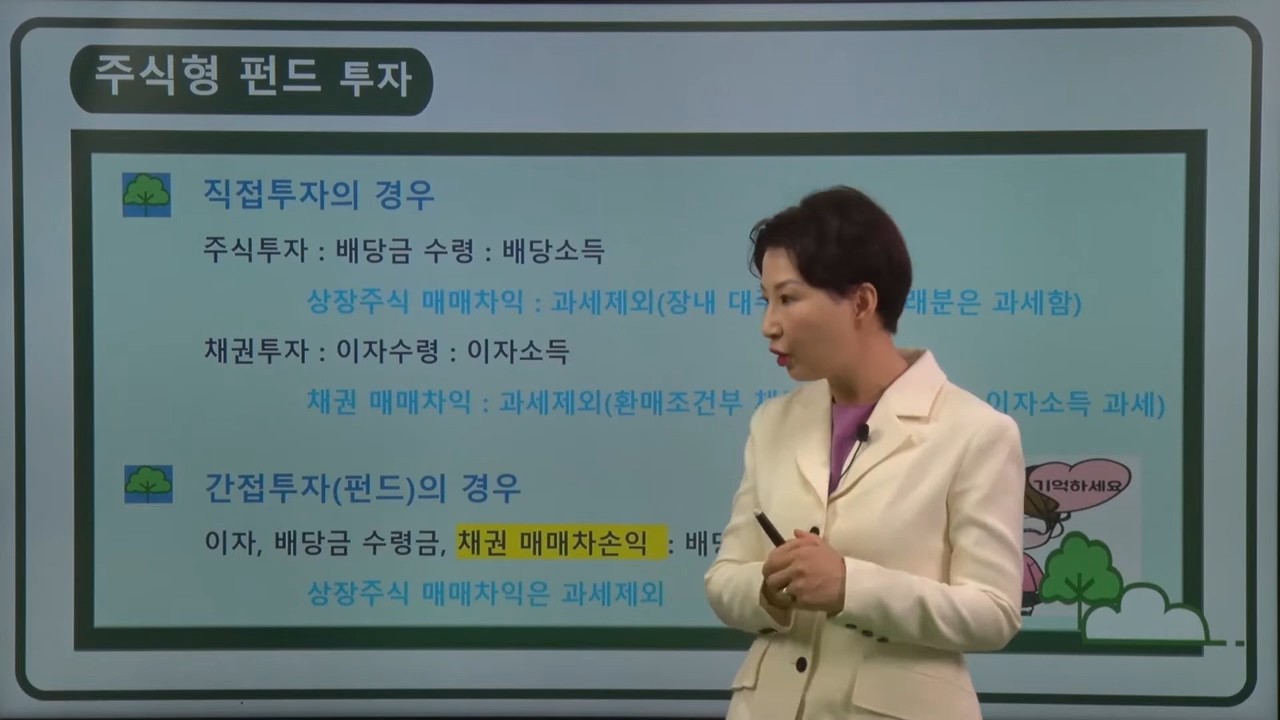 주식형 펀드 투자
직접투자의 경우
주식투자 : 배당금 수령 : 배당소득
상장주식 매매차익 : 과세제외(장내 래분은 과세함)
채권투자 : 이자수령 : 이자소득
채권 매매차익 : 과세제외(환매조건부 이자소득 과세)
간접투자(펀드)의 경우
이자, 배당금 수령금, 채권 매매차손익 :
상장주식 매매차익은 과세제외
기억하세요